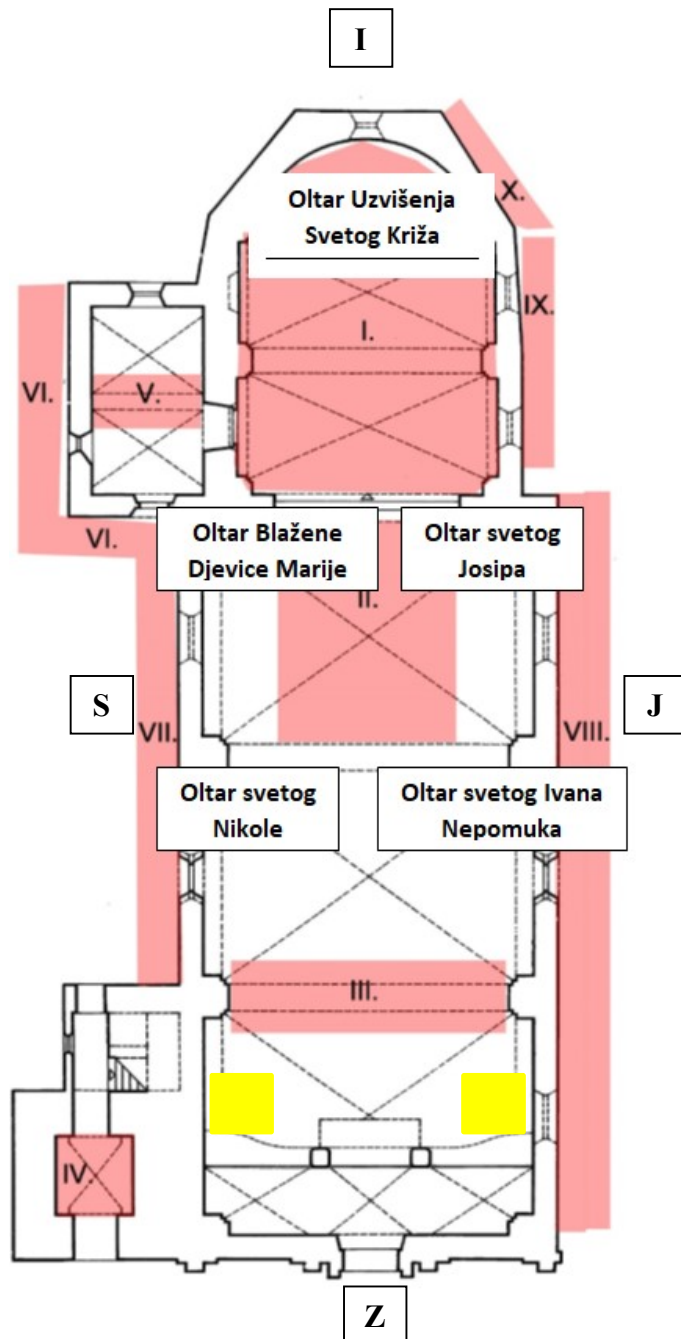 I
X.
Oltar Uzvišenja
Svetog Križa
IX.
I.
VI.
V.
VI.
Oltar Blažene
Djevice Marije
Oltar svetog
Josipa
II.
S
J
VII.
VIII.
Oltar svetog
Nikole
Oltar svetog Ivana
Nepomuka
III.
IV.
Z